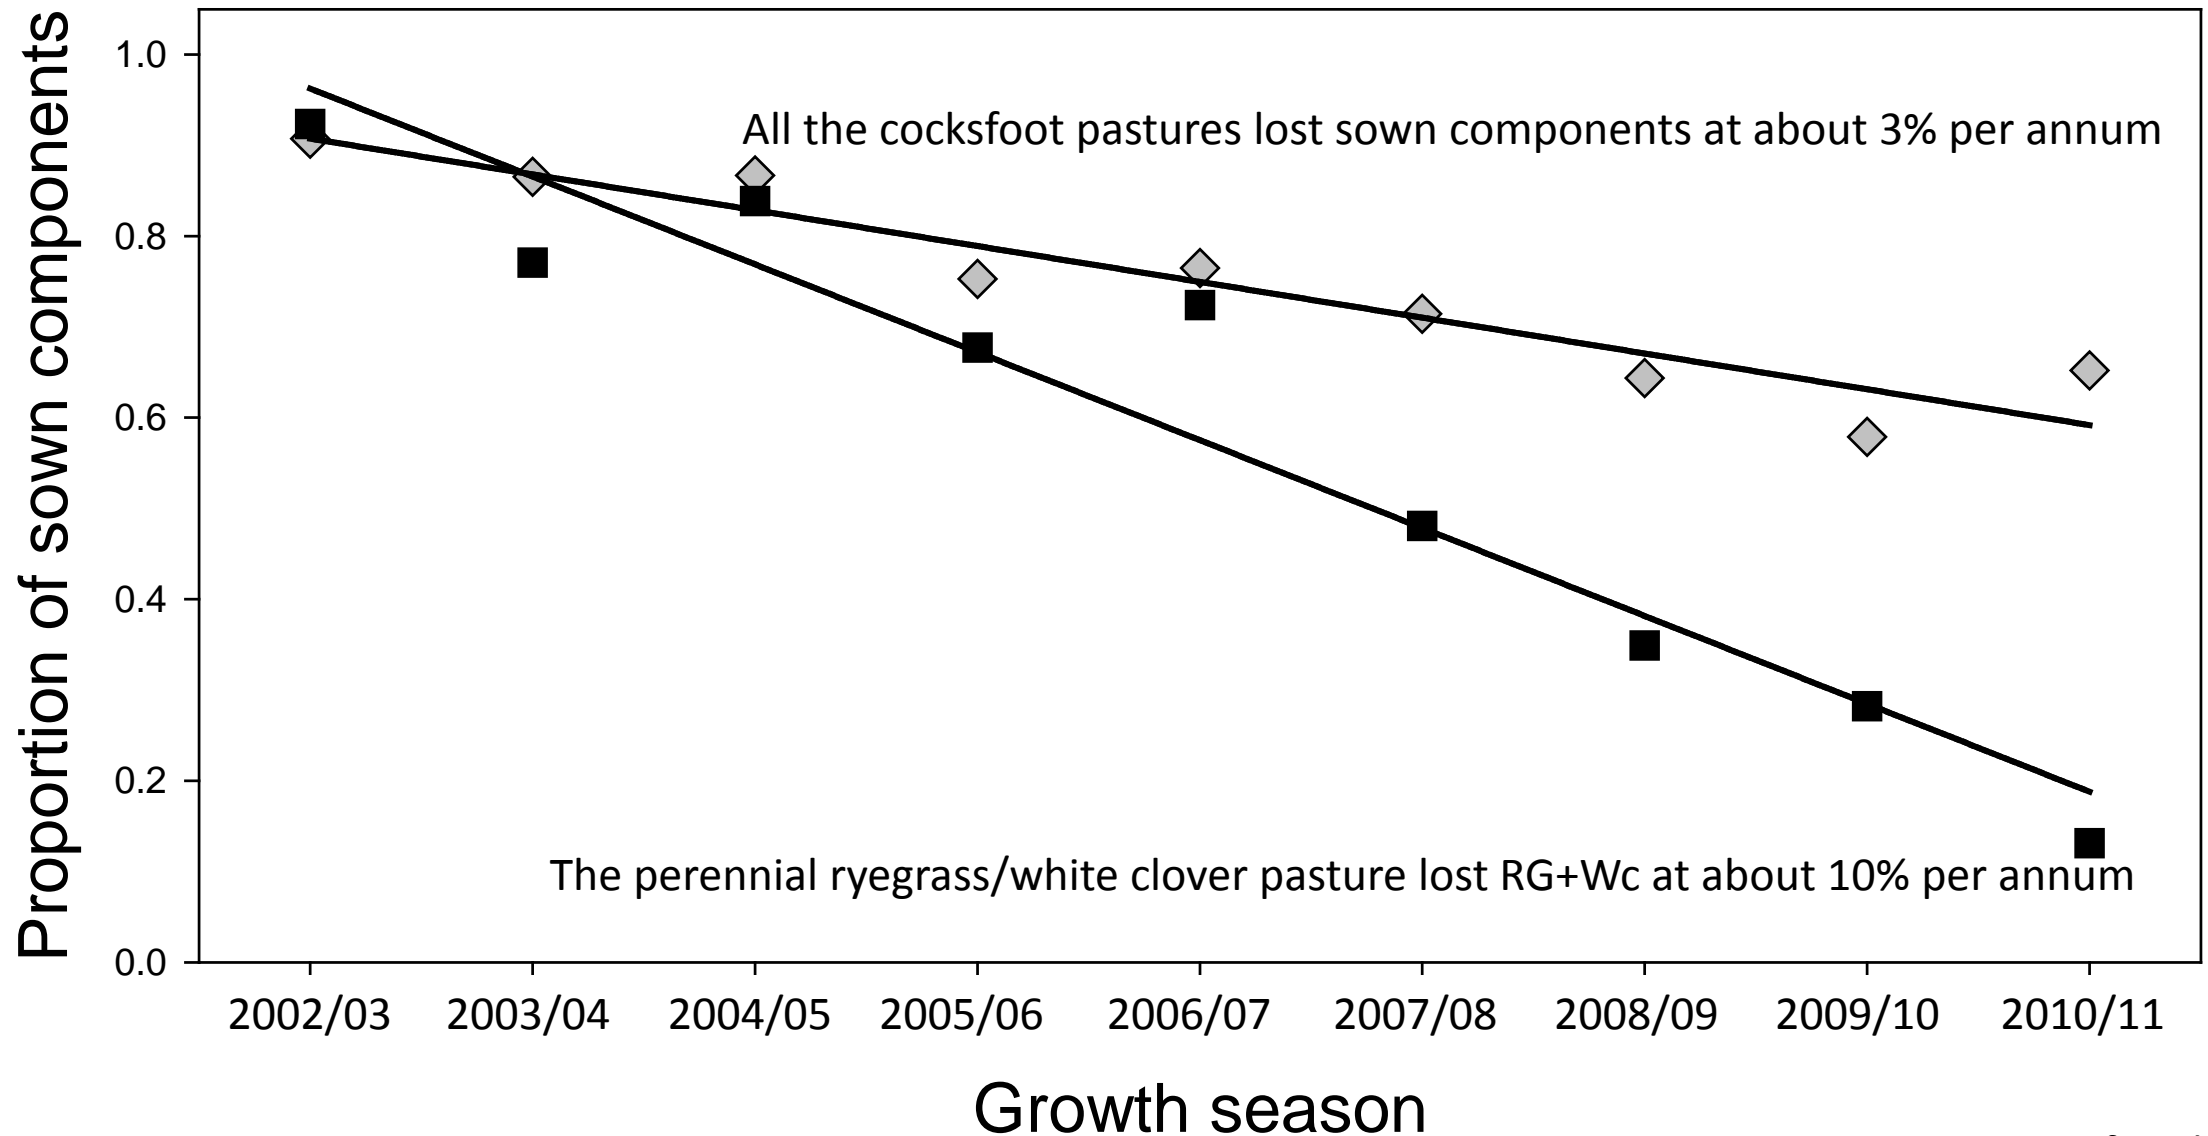 Proportion of sown components
1.0
0.8
0.6
0.4
0.2
0.0
All the cocksfoot pastures lost sown components at about 3% per annum
The perennial ryegrass/white clover pasture lost RG+Wc at about 10% per annum
2002/03 2003/04 2004/05 2005/06 2006/07 2007/08 2008/09 2009/10 2010/11
Growth season